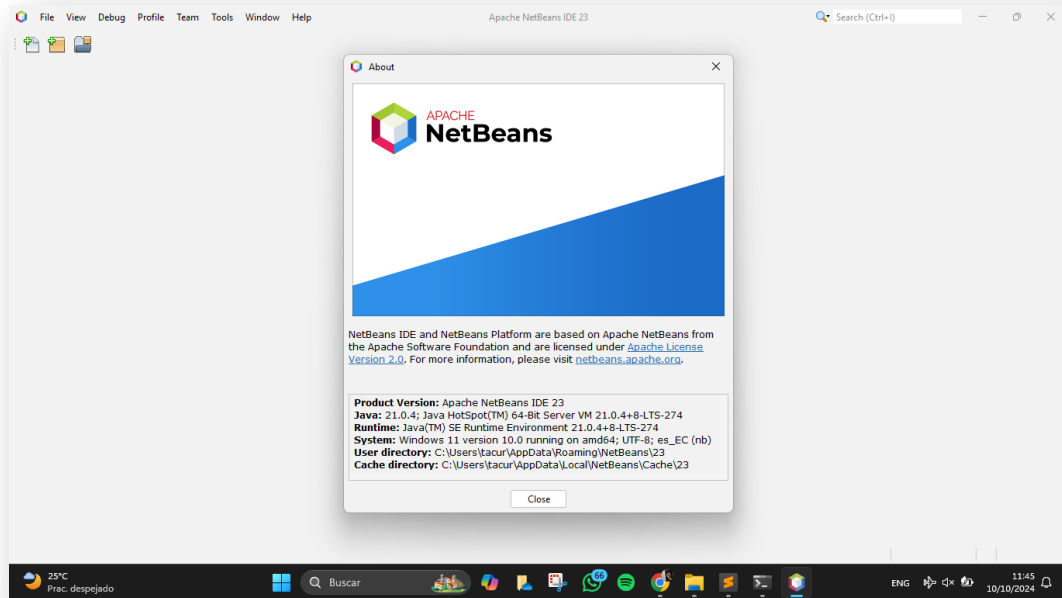 File View Debug Profile Team Tools Window Help
Apache NetBeans IDE 23
Search (Ctrl+I)
About
APACHE
NetBeans
NetBeans IDE and NetBeans Platform are based on Apache NetBeans from
the Apache Software Foundation and are licensed under Apache License
Version 2.0. For more information, please visit netbeans.apache.org.
Product Version: Apache NetBeans IDE 23
Java: 21.0.4; Java HotSpot(TM) 64-Bit Server VM 21.0.4+8-LTS-274
Runtime: Java(TM) SE Runtime Environment 21.0.4+8-LTS-274
System: Windows 11 version 10.0 running on amd64; UTF-8; es_EC (nb)
User directory: C:\Users\tacur\AppData\Roaming\NetBeans\23
Cache directory: C:\Users\tacur\AppData\Local\NetBeans\Cache\23
Close
25°C
Prac. despejado
Buscar
66
ENG
11:45
10/10/2024